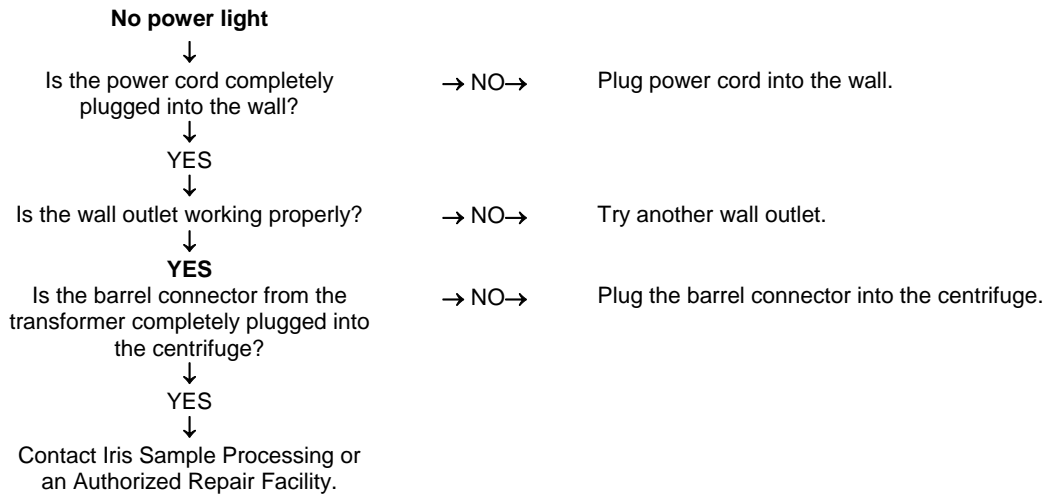 No power light
↓
Is the power cord completely → NO→ Plug power cord into the wall.
plugged into the wall?
↓
YES
↓
Is the wall outlet working properly? → NO→ Try another wall outlet.
↓
YES
Is the barrel connector from the → NO→ Plug the barrel connector into the centrifuge.
transformer completely plugged into
the centrifuge?
↓
YES
↓
Contact Iris Sample Processing or
an Authorized Repair Facility.